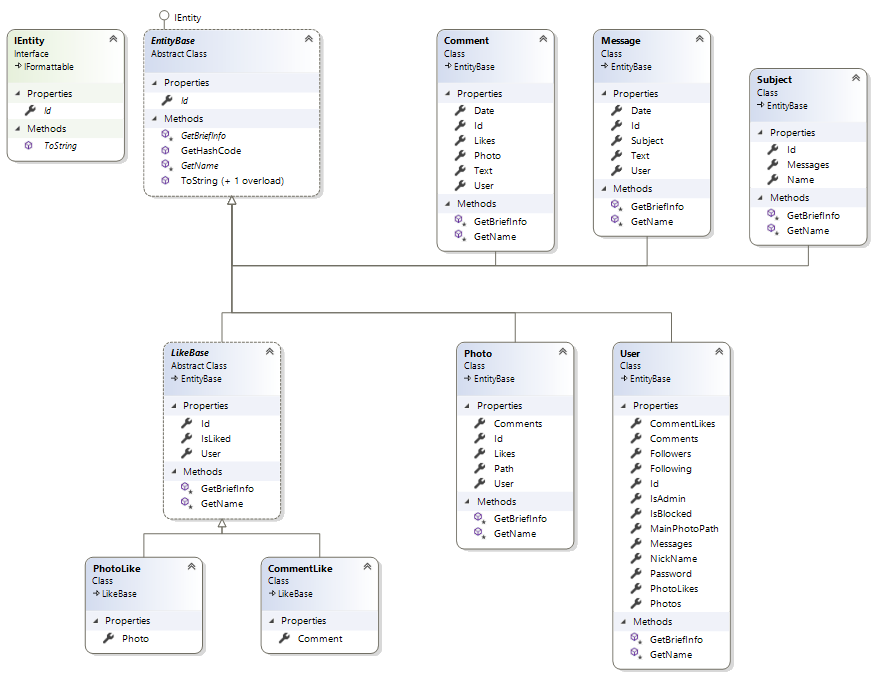 IEntity
IEntity
Interface
IFormattable
Properties
Id
Methods
ToString
EntityBase
Abstract Class
Properties
Id
Methods
GetBriefInfo
GetHashCode
GetName
ToString (+ 1 overload)
Comment
Class
EntityBase
Properties
Date
Id
Likes
Photo
Text
User
Methods
GetBriefInfo
GetName
Message
Class
EntityBase
Properties
Date
Id
Subject
Text
User
Methods
GetBriefInfo
GetName
Subject
Class
EntityBase
Properties
Id
Messages
Name
Methods
GetBriefInfo
GetName
LikeBase
Abstract Class
EntityBase
Properties
Id
IsLiked
User
Methods
GetBriefInfo
GetName
Photo
Class
EntityBase
Properties
Comments
Id
Likes
Path
User
Methods
GetBriefInfo
GetName
User
Class
EntityBase
Properties
CommentLikes
Comments
Followers
Following
Id
IsAdmin
IsBlocked
MainPhotoPath
Messages
NickName
Password
PhotoLikes
Photos
Methods
GetBriefInfo
GetName
PhotoLike
Class
LikeBase
Properties
Photo
CommentLike
Class
LikeBase
Properties
Comment